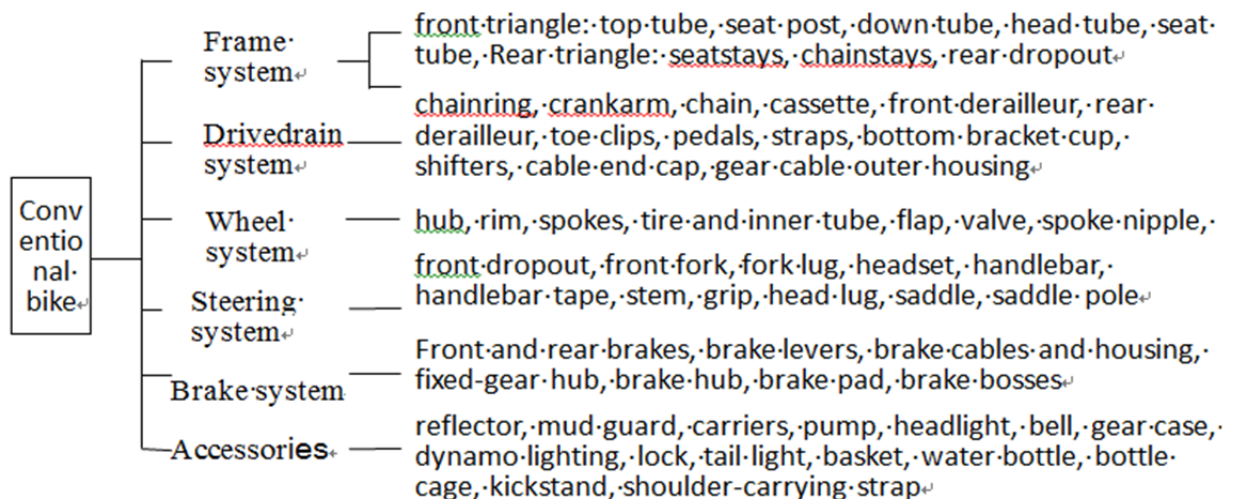 Conv
entio
nal·
bike↵
Frame·
system↵
front·triangle:·top·tube,·seat·post,·down·tube,·head·tube,·seat·
tube,·Rear·triangle:·seatstays,·chainstays,·rear·dropout↵
Drivedrain
system↵
chainring,·crankarm,·chain,·cassette,·front·derailleur,·rear·
derailleur,·toe·clips,·pedals,·straps,·bottom·bracket·cup,·
shifters,·cable·end·cap,·gear·cable·outer·housing↵
Wheel·
system↵
hub,·rim,·spokes,·tire·and·inner·tube,·flap,·valve,·spoke·nipple,·
Steering·
system↵
front·dropout,·front·fork,·fork·lug,·headset,·handlebar,·
handlebar·tape,·stem,·grip,·head·lug,·saddle,·saddle·pole↵
Brake·system
Front·and·rear·brakes,·brake·levers,·brake·cables·and·housing,·
fixed-gear·hub,·brake·hub,·brake·pad,·brake·bosses↵
Accessories↵
reflector,·mud·guard,·carriers,·pump,·headlight,·bell,·gear·case,·
dynamo·lighting,·lock,·tail·light,·basket,·water·bottle,·bottle·
cage,·kickstand,·shoulder-carrying·strap↵